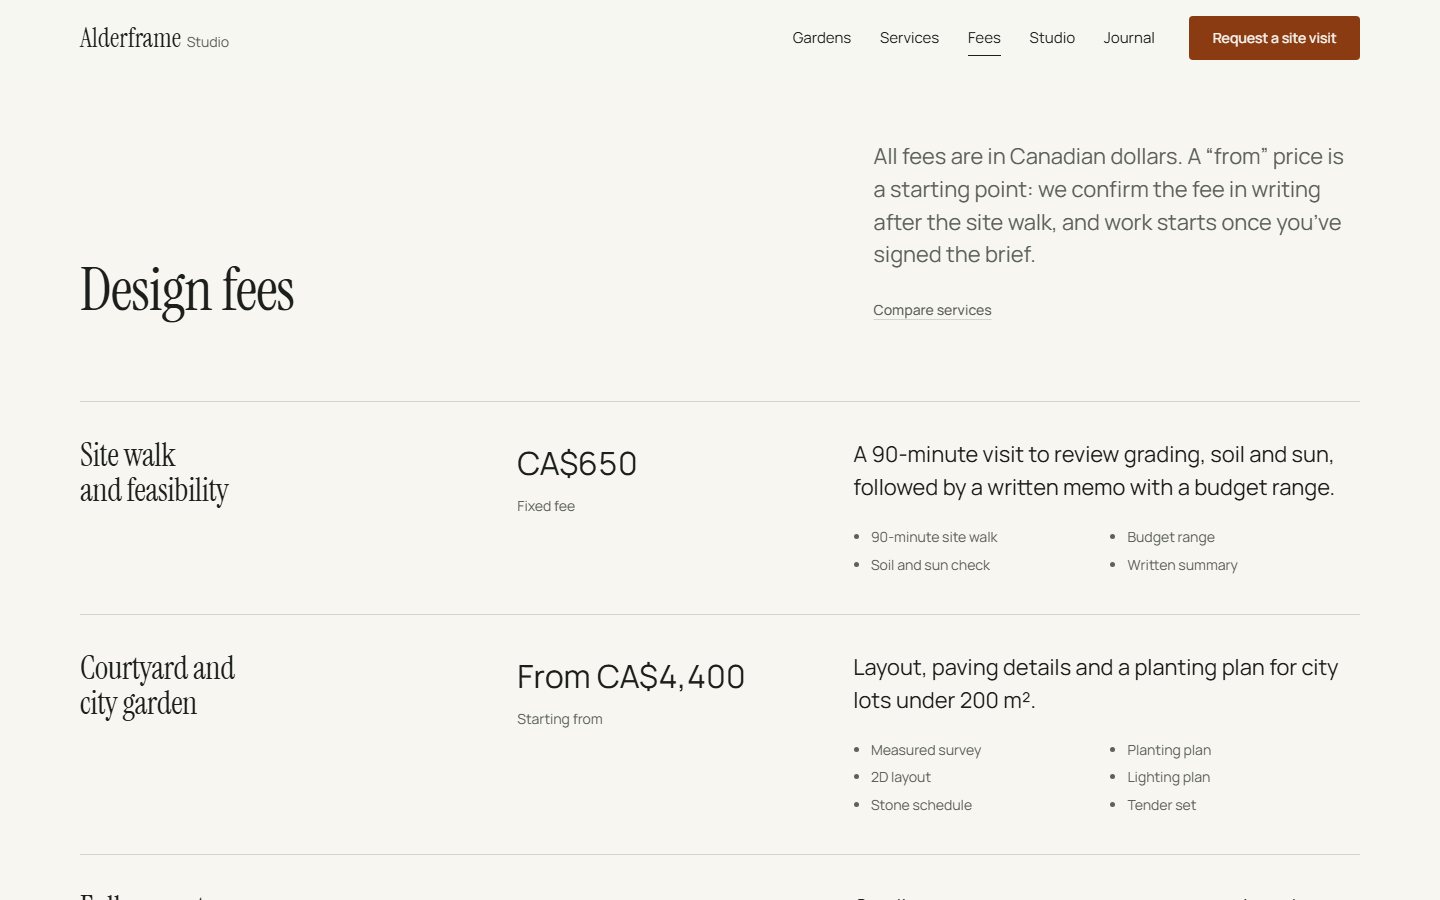 Alderframe Studio
Gardens
Services
Fees
Studio
Journal
Request a site visit
All fees are in Canadian dollars. A “from” price is
a starting point: we confirm the fee in writing
after the site walk, and work starts once you’ve
signed the brief.
Design fees
Compare services
Site walk
and feasibility
CA$650
Fixed fee
A 90-minute visit to review grading, soil and sun,
followed by a written memo with a budget range.
• 90-minute site walk
• Soil and sun check
• Budget range
• Written summary
Courtyard and
city garden
From CA$4,400
Starting from
Layout, paving details and a planting plan for city
lots under 200 m².
• Measured survey
• 2D layout
• Stone schedule
• Planting plan
• Lighting plan
• Tender set